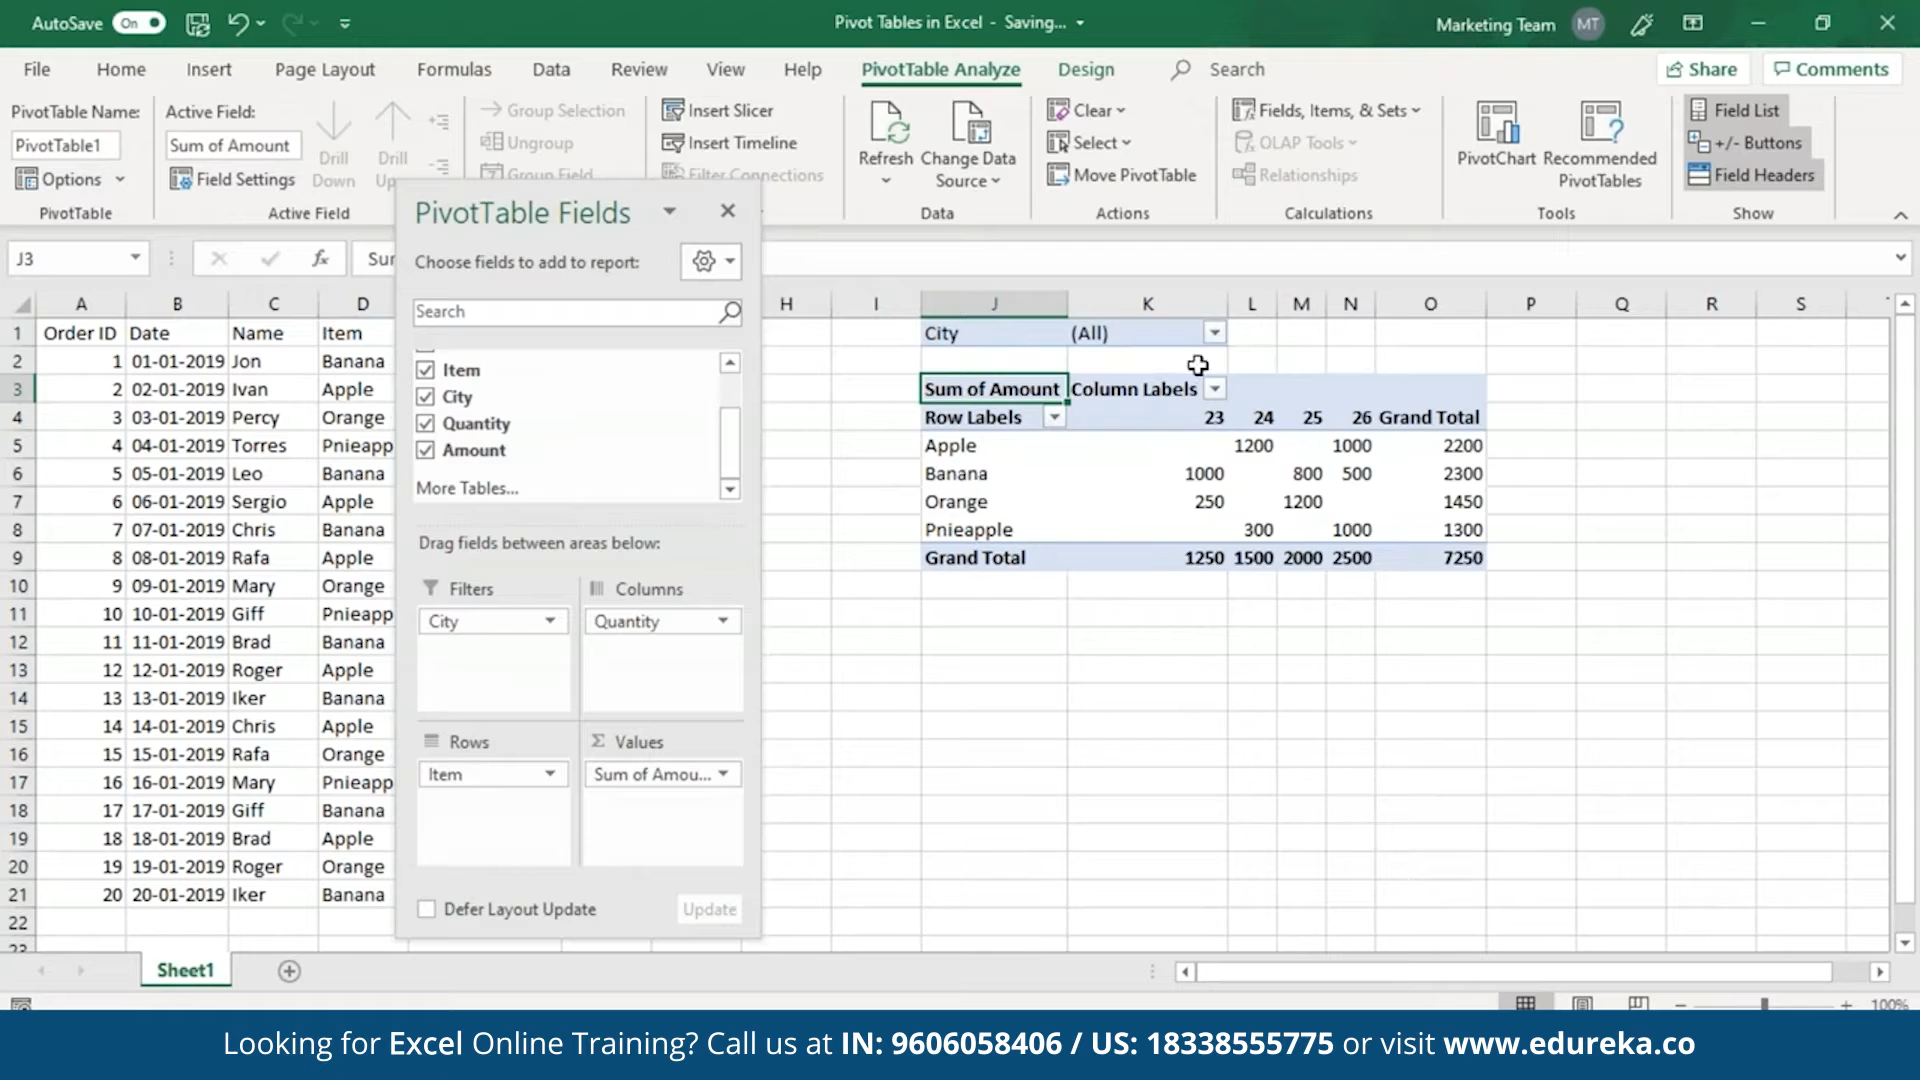 AutoSave On
Pivot Tables in Excel - Saving...
Marketing Team MT
File Home Insert Page Layout Formulas Data Review View Help PivotTable Analyze Design Search Share Comments
PivotTable Name:
PivotTable1
Options
PivotTable
Active Field:
Sum of Amount
Field Settings
Drill Down
Drill Up
Active Field
Group Selection
Ungroup
Group Field
Insert Slicer
Insert Timeline
Filter Connections
Refresh
Change Data Source
Data
Clear
Select
Move PivotTable
Actions
Fields, Items, & Sets
OLAP Tools
Relationships
Calculations
PivotChart
Recommended PivotTables
Tools
Field List
+/- Buttons
Field Headers
Show
J3 fx Sum
A B C D H I J K L M N O P Q R S
1 Order ID Date Name Item
2 1 01-01-2019 Jon Banana
3 2 02-01-2019 Ivan Apple
4 3 03-01-2019 Percy Orange
5 4 04-01-2019 Torres Pnieapp
6 5 05-01-2019 Leo Banana
7 6 06-01-2019 Sergio Apple
8 7 07-01-2019 Chris Banana
9 8 08-01-2019 Rafa Apple
10 9 09-01-2019 Mary Orange
11 10 10-01-2019 Giff Pnieapp
12 11 11-01-2019 Brad Banana
13 12 12-01-2019 Roger Apple
14 13 13-01-2019 Iker Banana
15 14 14-01-2019 Chris Apple
16 15 15-01-2019 Rafa Orange
17 16 16-01-2019 Mary Pnieapp
18 17 17-01-2019 Giff Banana
19 18 18-01-2019 Brad Apple
20 19 19-01-2019 Roger Orange
21 20 20-01-2019 Iker Banana
22
23
PivotTable Fields
Choose fields to add to report:
Search
Item
City
Quantity
Amount
More Tables...
Drag fields between areas below:
Filters
City
Columns
Quantity
Rows
Item
Σ Values
Sum of Amou...
Defer Layout Update
Update
City (All)
Sum of Amount Column Labels
Row Labels 23 24 25 26 Grand Total
Apple 1200 1000 2200
Banana 1000 800 500 2300
Orange 250 1200 1450
Pnieapple 300 1000 1300
Grand Total 1250 1500 2000 2500 7250
Sheet1
100%
Looking for Excel Online Training? Call us at IN: 9606058406 / US: 18338555775 or visit www.edureka.co